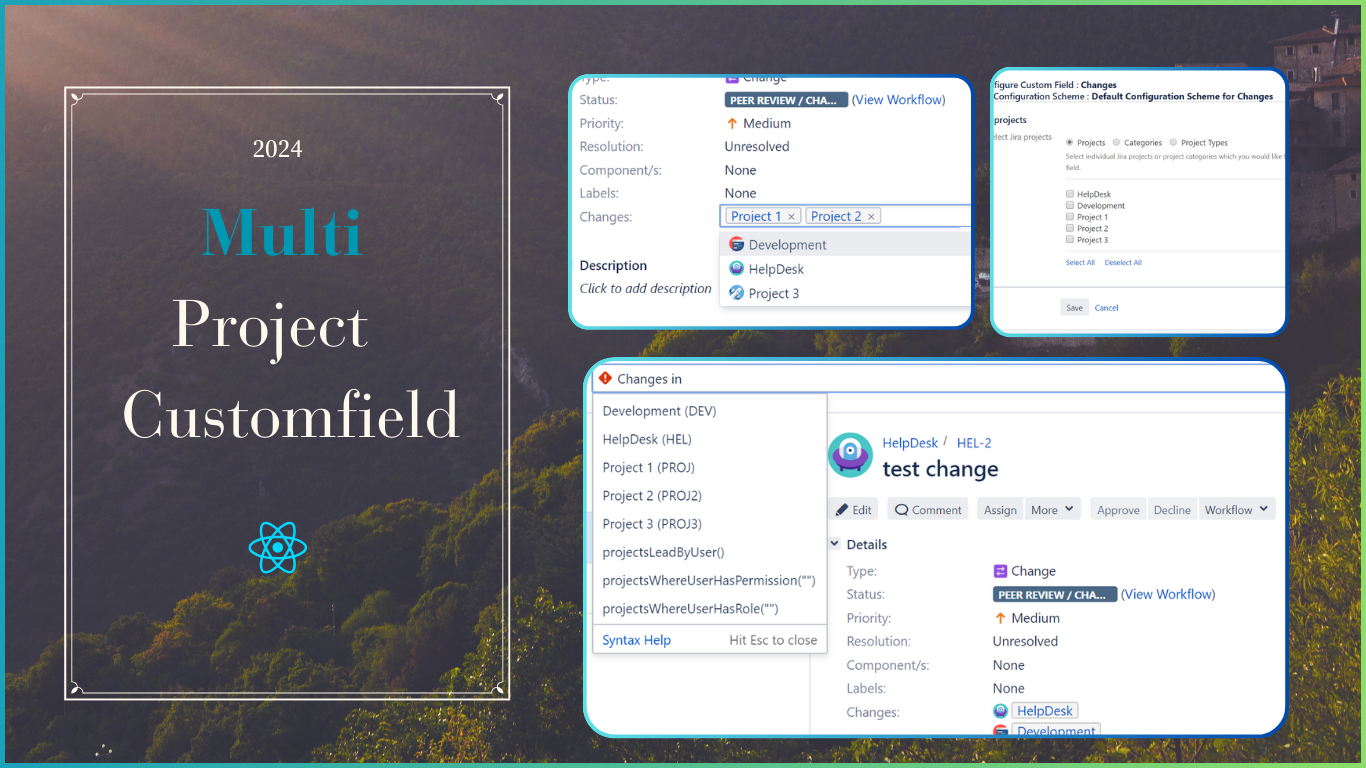 2024
Multi
Project
Customfield
Type: Change
Status: PEER REVIEW / CHA... (View Workflow)
Priority: Medium
Resolution: Unresolved
Component/s: None
Labels: None
Changes: Project 1 × Project 2 ×
Development
HelpDesk
Project 3
Description
Click to add description
figure Custom Field : Changes
Configuration Scheme : Default Configuration Scheme for Changes
projects
lect Jira projects
Projects Categories Project Types
Select individual Jira projects or project categories which you would like t
field.
HelpDesk
Development
Project 1
Project 2
Project 3
Select All Deselect All
Save Cancel
Changes in
Development (DEV)
HelpDesk (HEL)
Project 1 (PROJ)
Project 2 (PROJ2)
Project 3 (PROJ3)
projectsLeadByUser()
projectsWhereUserHasPermission("")
projectsWhereUserHasRole("")
Syntax Help Hit Esc to close
HelpDesk / HEL-2
test change
Edit Comment Assign More Approve Decline Workflow
Details
Type: Change
Status: PEER REVIEW / CHA... (View Workflow)
Priority: Medium
Resolution: Unresolved
Component/s: None
Labels: None
Changes: HelpDesk
Development